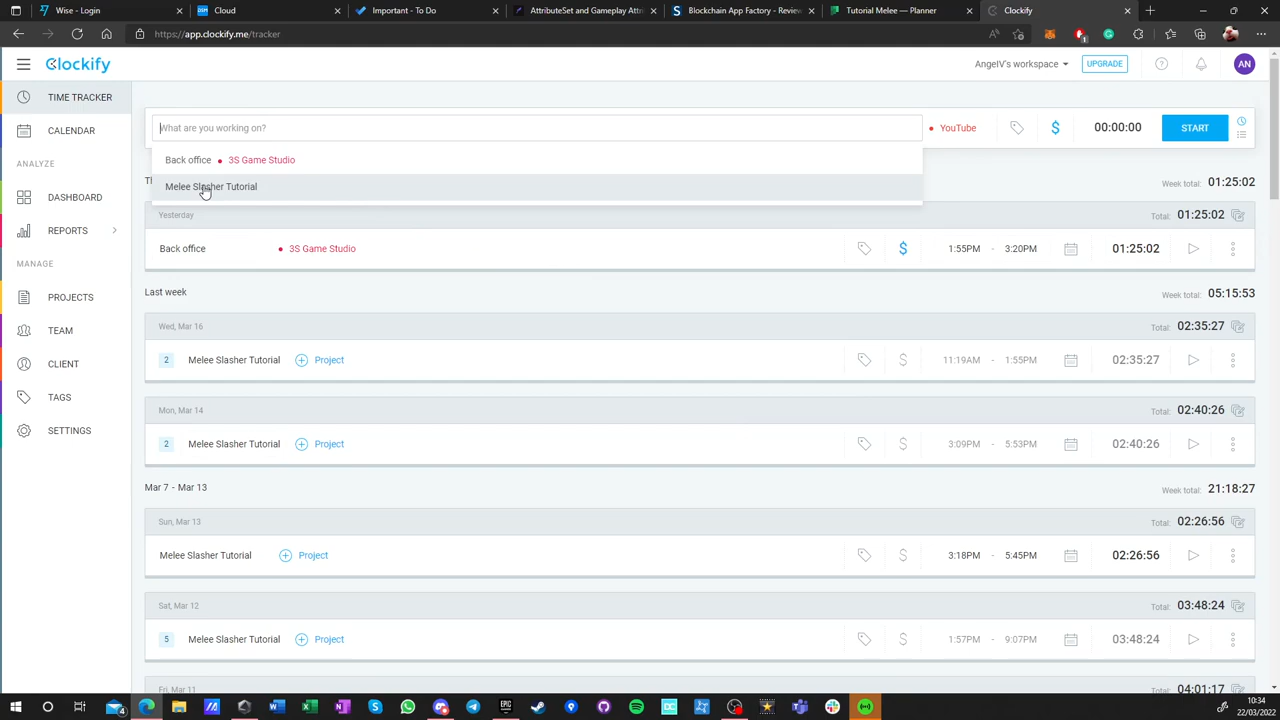 Wise - Login
Cloud
Important - To Do
AttributeSet and Gameplay Attri
Blockchain App Factory - Review
Tutorial Melee — Planner
Clockify
https://app.clockify.me/tracker
Clockify
AngelV's workspace
UPGRADE
AN
TIME TRACKER
CALENDAR
ANALYZE
DASHBOARD
REPORTS
MANAGE
PROJECTS
TEAM
CLIENT
TAGS
SETTINGS
What are you working on?
YouTube
$
00:00:00
START
Back office • 3S Game Studio
Melee Slasher Tutorial
Week total: 01:25:02
Yesterday
Total: 01:25:02
Back office • 3S Game Studio $ 1:55PM - 3:20PM 01:25:02
Last week
Week total: 05:15:53
Wed, Mar 16
Total: 02:35:27
2 Melee Slasher Tutorial Project $ 11:19AM - 1:55PM 02:35:27
Mon, Mar 14
Total: 02:40:26
2 Melee Slasher Tutorial Project $ 3:09PM - 5:53PM 02:40:26
Mar 7 - Mar 13
Week total: 21:18:27
Sun, Mar 13
Total: 02:26:56
Melee Slasher Tutorial Project $ 3:18PM - 5:45PM 02:26:56
Sat, Mar 12
Total: 03:48:24
5 Melee Slasher Tutorial Project $ 1:57PM - 9:07PM 03:48:24
Fri, Mar 11
Total: 04:01:17
10:34
22/03/2022